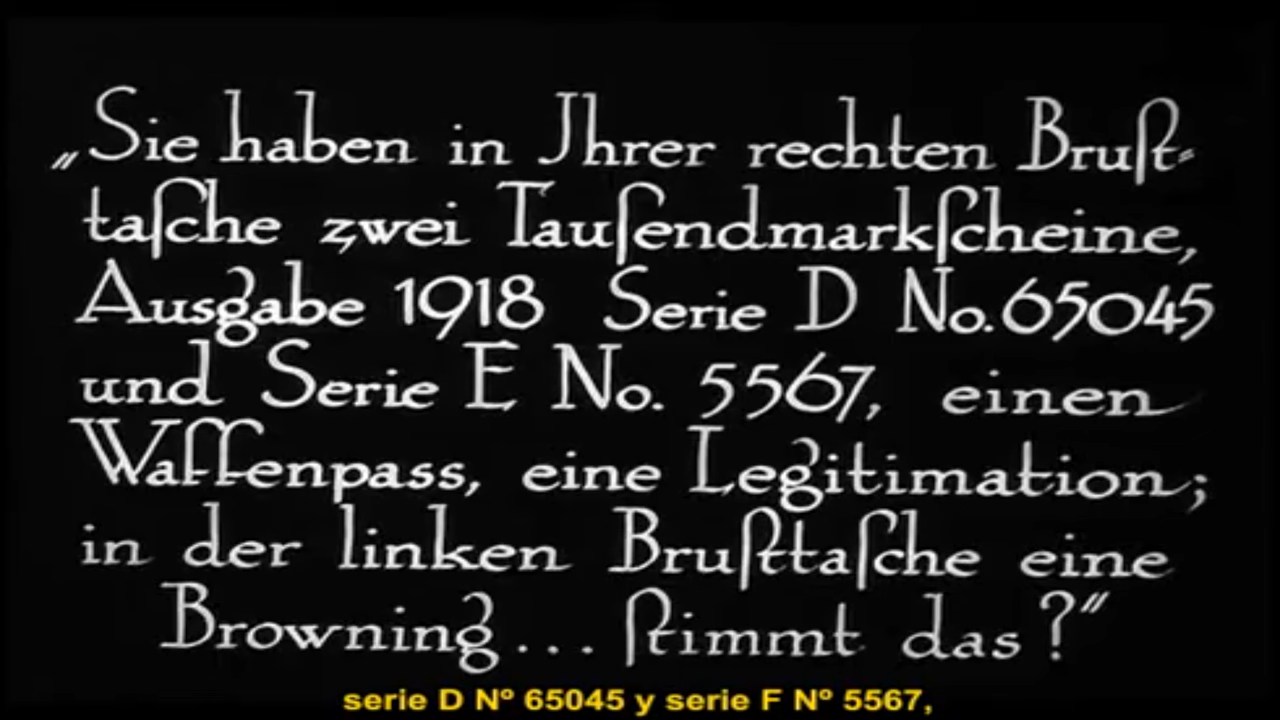 „Sie haben in Jhrer rechten Bruſt-
taſche zwei Tauſendmarkſcheine,
Ausgabe 1918 Serie D No. 65045
und Serie E No. 5567, einen
Waffenpass, eine Legitimation;
in der linken Bruſttaſche eine
Browning... ſtimmt das?"
serie D Nº 65045 y serie F Nº 5567,